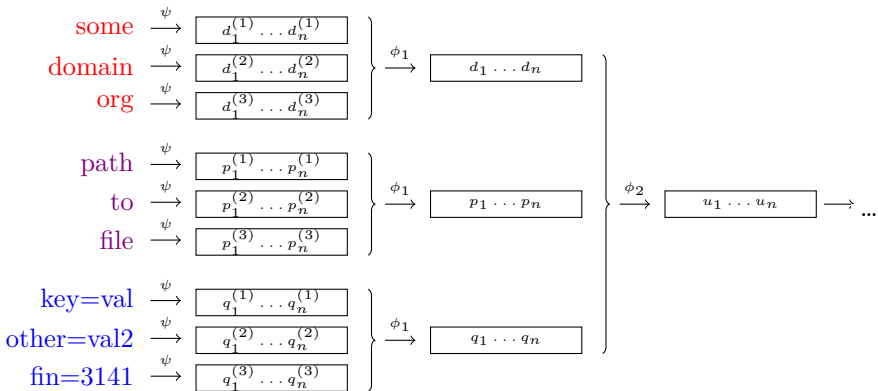 some ψ d_1^{(1)} ... d_n^{(1)}
domain ψ d_1^{(2)} ... d_n^{(2)} ϕ_1 d_1 ... d_n
org ψ d_1^{(3)} ... d_n^{(3)}
path ψ p_1^{(1)} ... p_n^{(1)}
to ψ p_1^{(2)} ... p_n^{(2)} ϕ_1 p_1 ... p_n ϕ_2 u_1 ... u_n ...
file ψ p_1^{(3)} ... p_n^{(3)}
key=val ψ q_1^{(1)} ... q_n^{(1)}
other=val2 ψ q_1^{(2)} ... q_n^{(2)} ϕ_1 q_1 ... q_n
fin=3141 ψ q_1^{(3)} ... q_n^{(3)}